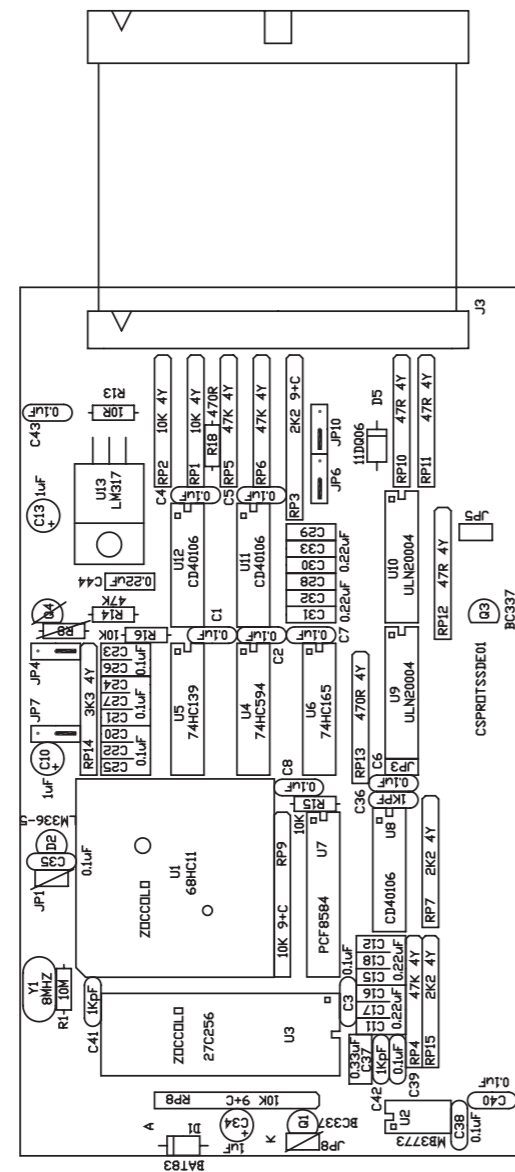 J3
R13
10R
C43
0.1uF
1uF
C13
+
U13
LM317
RP2 10K 4Y
RP1 10K 4Y
R18 470R
RP5 47K 4Y
RP6 47K 4Y
RP3 2K2 9+C
JP10
JP6
11DQ06
D5
RP10 47R 4Y
RP11 47R 4Y
C4
0.1uF
C5
0.1uF
C44
0.22uF
U12
CD40106
U11
CD40106
C29
C33
C30
C28
C32
C31
0.22uF
0.22uF
U10
ULN20004
RP12 47R 4Y
JP5
Q3
BC337
CSPROTSSDE01
Q4
R8
47K
R14
10K
R16
C1
0.1uF
C2
0.1uF
C7
0.1uF
JP4
JP7
RP14 3K3 4Y
C23
C26
C24
C27
C21
C20
C22
C25
0.1uF
0.1uF
0.1uF
U5
74HC139
U4
74HC594
U6
74HC165
RP13 470R 4Y
U9
ULN20004
JP3
C10
+
1uF
C8
0.1uF
R15
10K
C6
0.1uF
C36
1KPF
LM336-5
D2
C35
0.1uF
JP1
U1
68HC11
ZOCCOLO
10K 9+C RP9
U7
PCF8584
U8
CD40106
RP7 2K2 4Y
Y1
8MHZ
R1
10M
C41
1KpF
ZOCCOLO
27C256
U3
0.1uF
C3
C12
C18
C15
C16
C17
C11
0.22uF
0.22uF
RP4 47K 4Y
RP15 2K2 4Y
0.33uF
C37
C42
1KpF
0.1uF
C39
RP8 10K 9+C
A
D1
BAT83
K
C34
+
1uF
Q1
BC337
JP8
U2
MB3773
C38
0.1uF
C40
0.1uF